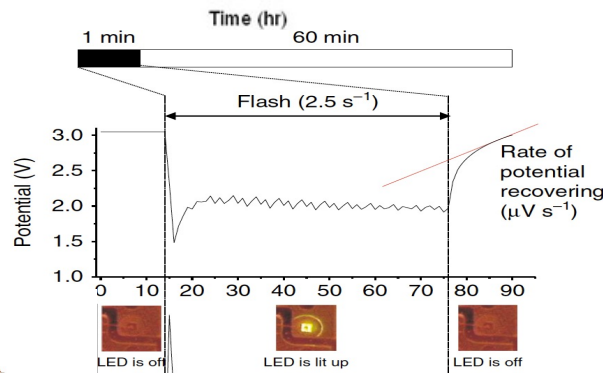 Time (hr)
1 min 60 min
Flash (2.5 s⁻¹)
3.0
2.5
2.0
1.5
1.0
Potential (V)
Rate of
potential
recovering
(μV s⁻¹)
0 10 20 30 40 50 60 70 80 90
LED is off LED is lit up LED is off